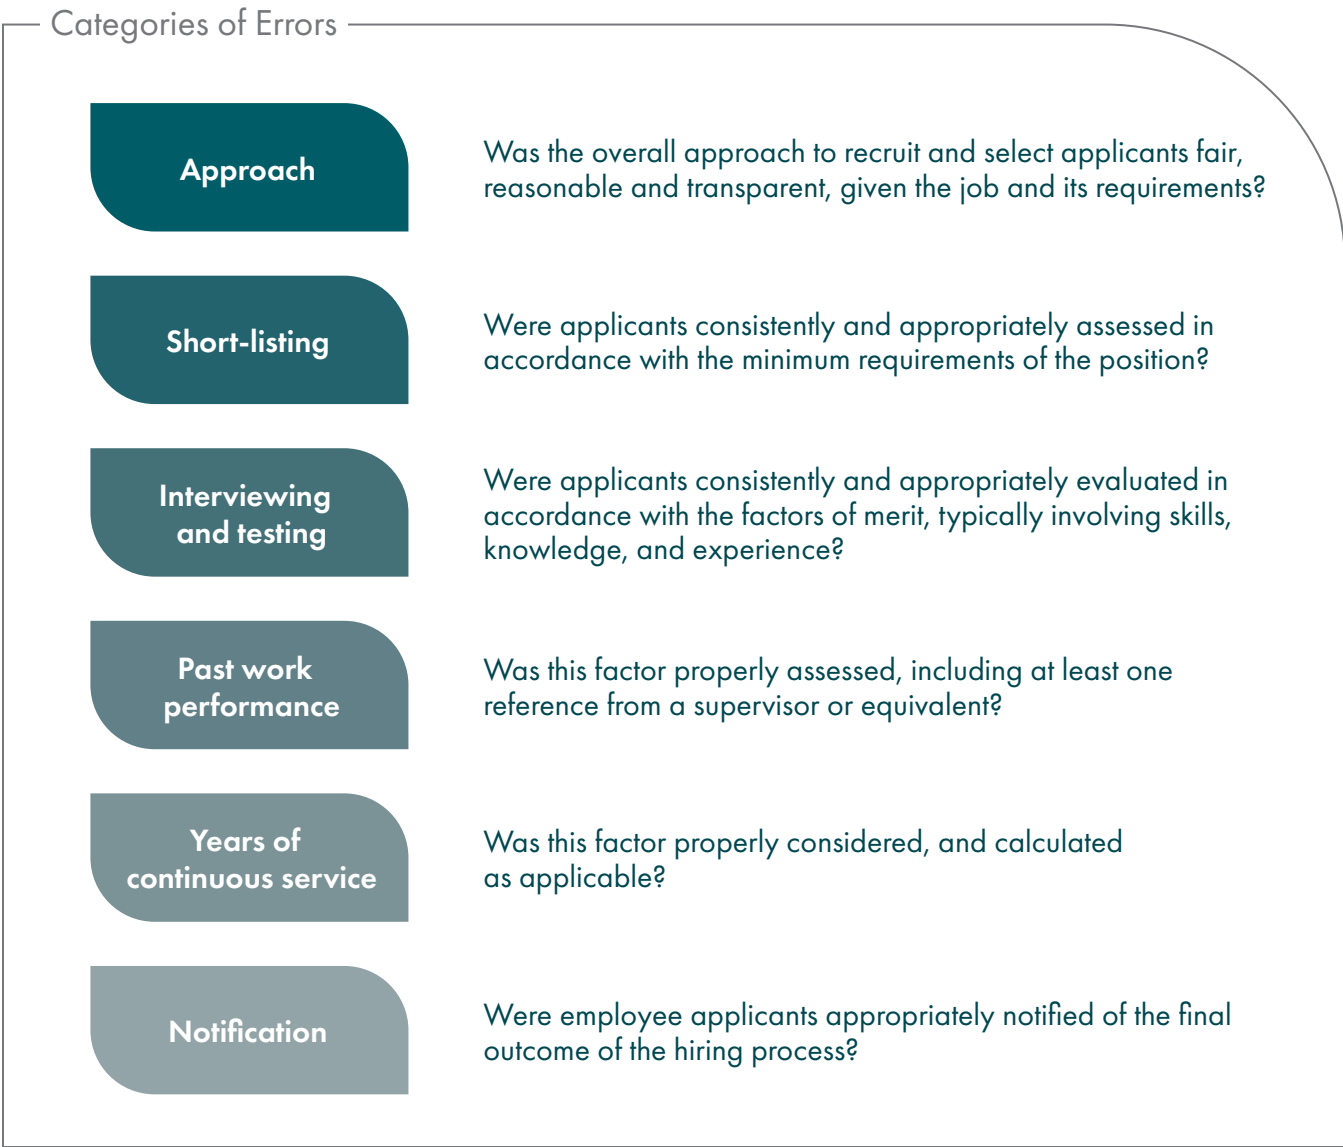 Categories of Errors
Approach
Was the overall approach to recruit and select applicants fair,
reasonable and transparent, given the job and its requirements?
Short-listing
Were applicants consistently and appropriately assessed in
accordance with the minimum requirements of the position?
Interviewing
and testing
Were applicants consistently and appropriately evaluated in
accordance with the factors of merit, typically involving skills,
knowledge, and experience?
Past work
performance
Was this factor properly assessed, including at least one
reference from a supervisor or equivalent?
Years of
continuous service
Was this factor properly considered, and calculated
as applicable?
Notification
Were employee applicants appropriately notified of the final
outcome of the hiring process?